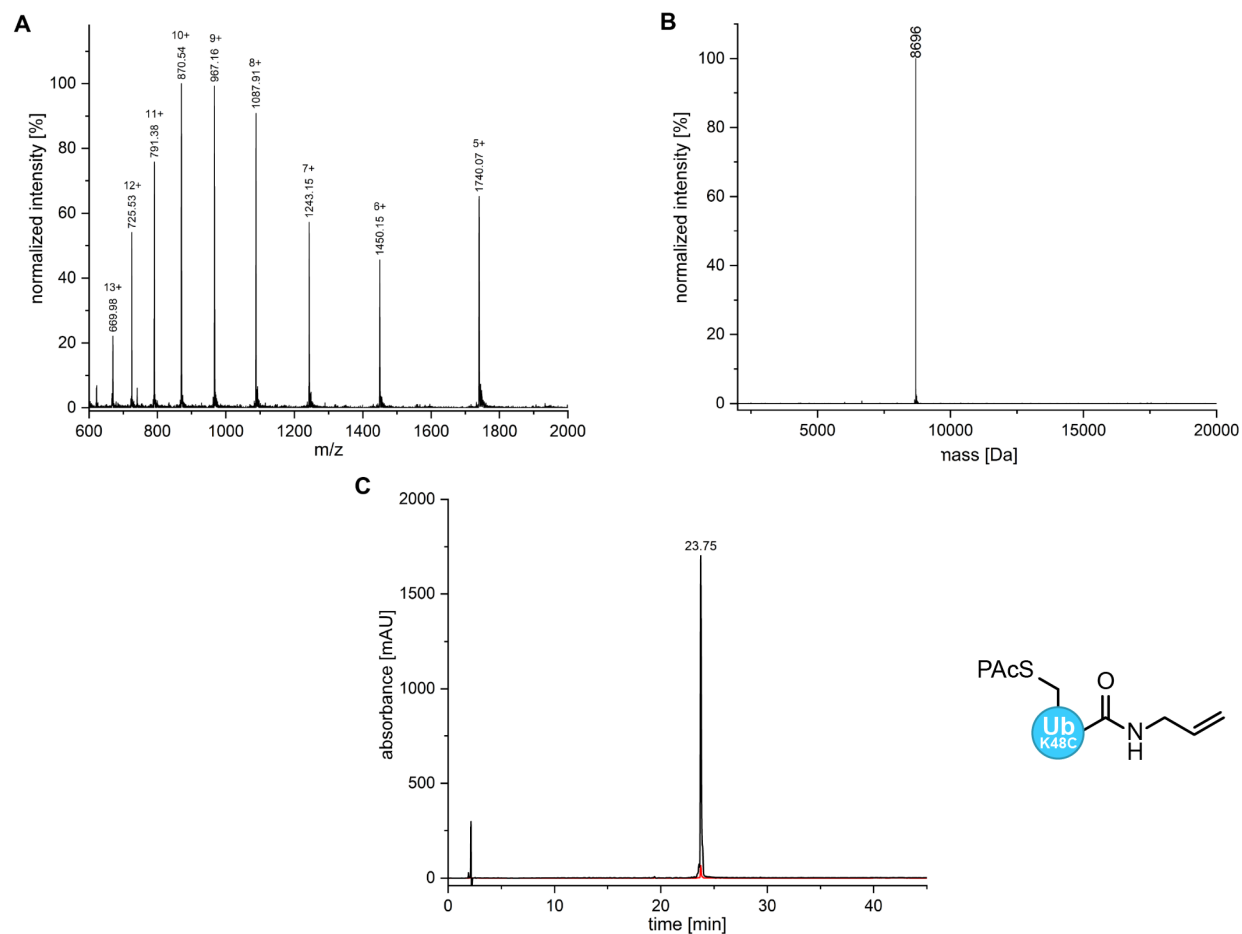 A
normalized intensity [%]
100
80
60
40
20
0
13+
669.98
12+
725.53
11+
791.38
10+
870.54
9+
967.16
8+
1087.91
7+
1243.15
6+
1450.15
5+
1740.07
600 800 1000 1200 1400 1600 1800 2000
m/z
B
normalized intensity [%]
100
80
60
40
20
0
8696
5000 10000 15000 20000
mass [Da]
C
absorbance [mAU]
2000
1500
1000
500
0
23.75
0 10 20 30 40
time [min]
PAcS
O
Ub
K48C
N
H